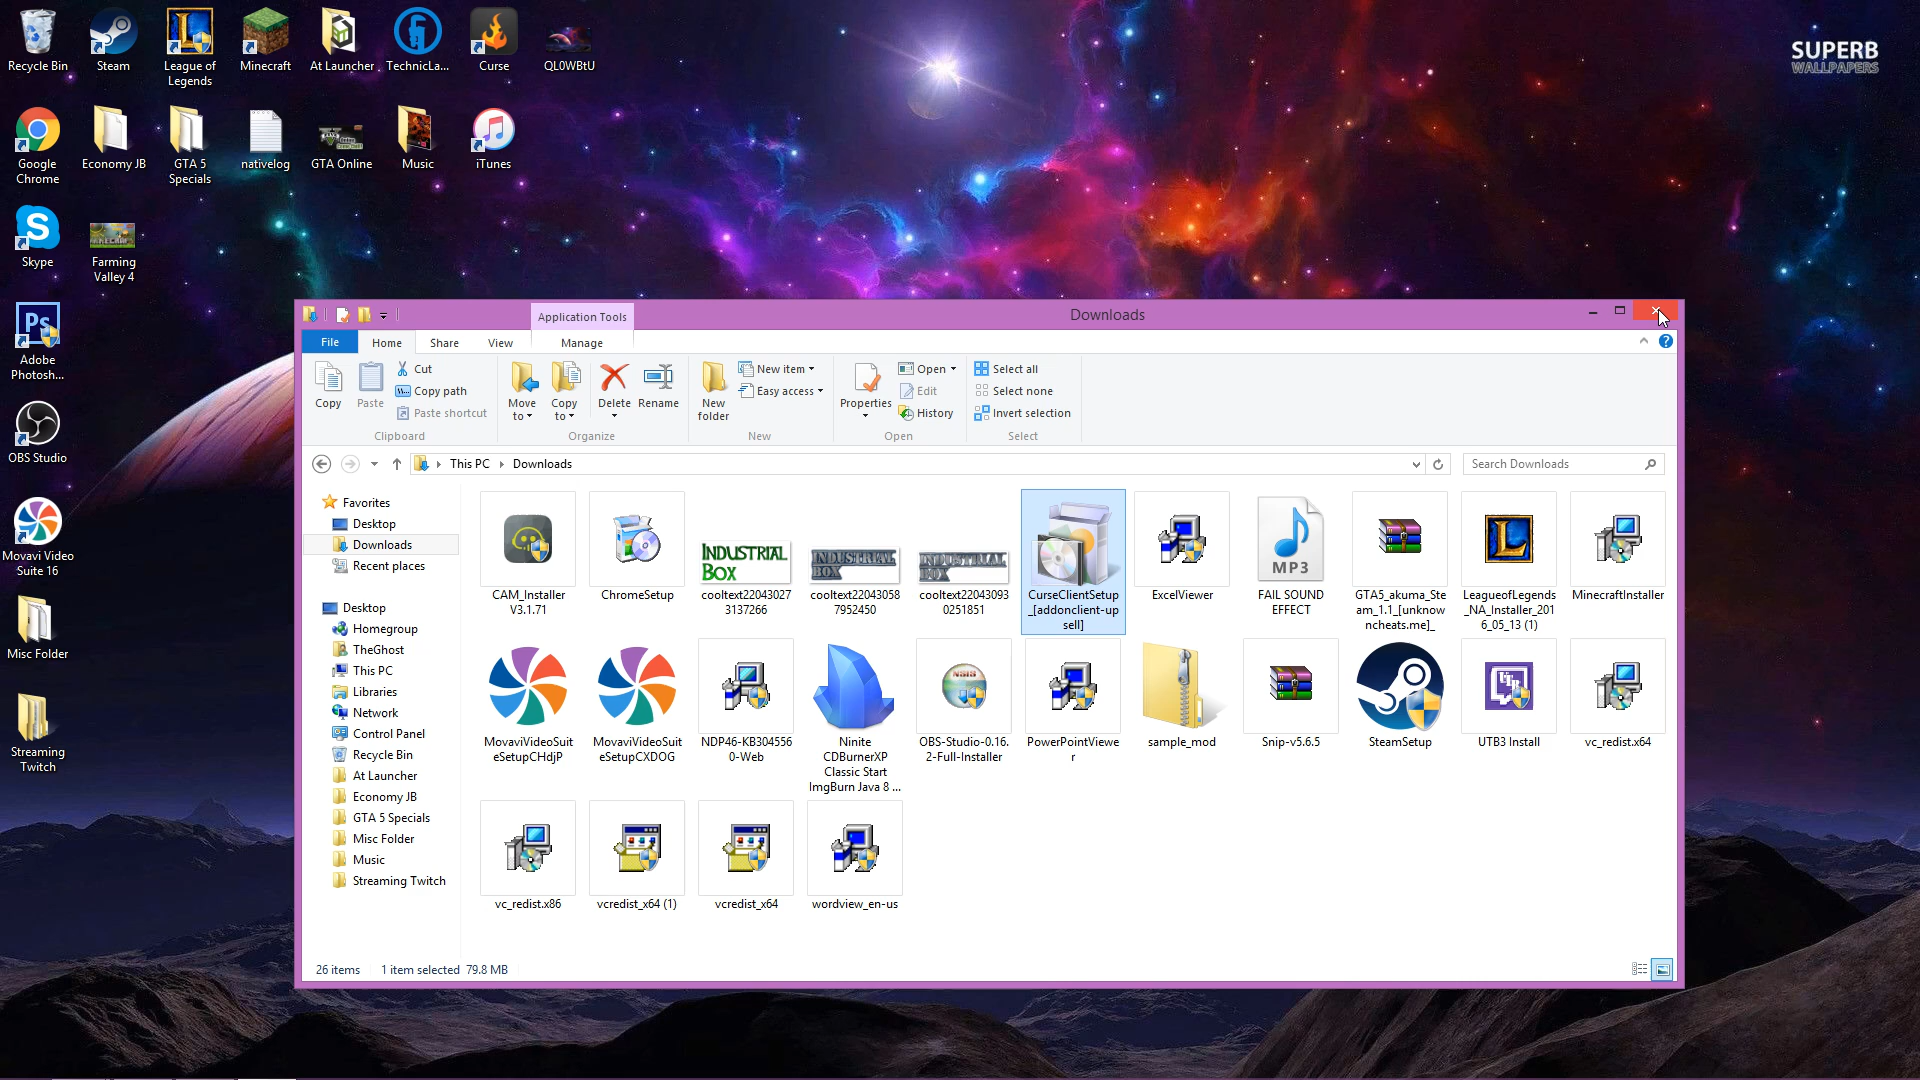 Recycle Bin
Steam
League of
Legends
Minecraft
At Launcher
TechnicLa...
Curse
QL0WBtU
SUPERB
WALLPAPERS
Google
Chrome
Economy JB
GTA 5
Specials
nativelog
GTA Online
Music
iTunes
Skype
Farming
Valley 4
Adobe
Photosh...
OBS Studio
Movavi Video
Suite 16
Misc Folder
Streaming
Twitch
Application Tools
Downloads
File
Home
Share
View
Manage
Copy
Paste
Cut
Copy path
Paste shortcut
Clipboard
Move
to
Copy
to
Delete
Rename
Organize
New
folder
New item
Easy access
New
Properties
Open
Edit
History
Open
Select all
Select none
Invert selection
Select
This PC
Downloads
Search Downloads
Favorites
Desktop
Downloads
Recent places
Desktop
Homegroup
TheGhost
This PC
Libraries
Network
Control Panel
Recycle Bin
At Launcher
Economy JB
GTA 5 Specials
Misc Folder
Music
Streaming Twitch
CAM_Installer
V3.1.71
ChromeSetup
INDUSTRIAL
BOX
cooltext22043027
3137266
INDUSTRIAL
BOX
cooltext22043058
7952450
INDUSTRIAL
BOX
cooltext22043093
0251851
CurseClientSetup
_[addonclient-up
sell]
ExcelViewer
MP3
FAIL SOUND
EFFECT
GTA5_akuma_Ste
am_1.1_[unknow
ncheats.me]_
LeagueofLegends
_NA_Installer_201
6_05_13 (1)
MinecraftInstaller
MovaviVideoSuit
eSetupCHdjP
MovaviVideoSuit
eSetupCXDOG
NDP46-KB304556
0-Web
Ninite
CDBurnerXP
Classic Start
ImgBurn Java 8 ...
OBS-Studio-0.16.
2-Full-Installer
PowerPointViewe
r
sample_mod
Snip-v5.6.5
SteamSetup
UTB3 Install
vc_redist.x64
vc_redist.x86
vcredist_x64 (1)
vcredist_x64
wordview_en-us
26 items
1 item selected 79.8 MB